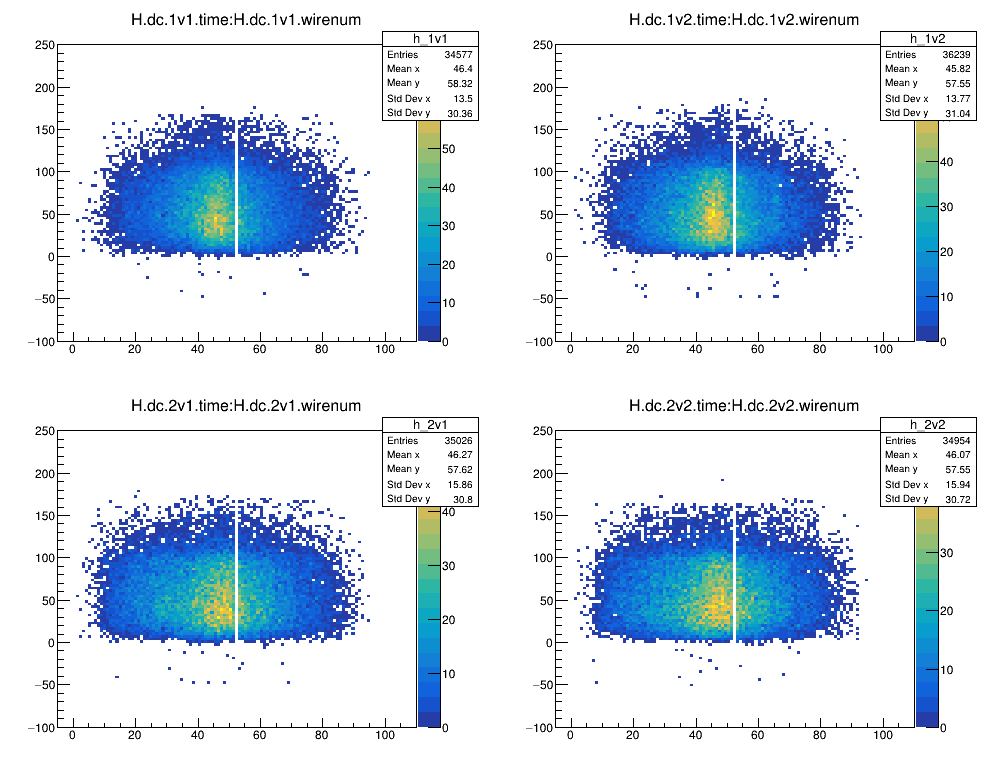 H.dc.1v1.time:H.dc.1v1.wirenum
h_1v1
Entries 34577
Mean x 46.4
Mean y 58.32
Std Dev x 13.5
Std Dev y 30.36
250
200
150
100
50
0
−50
−100
0 20 40 60 80 100
50
40
30
20
10
0
H.dc.1v2.time:H.dc.1v2.wirenum
h_1v2
Entries 36239
Mean x 45.82
Mean y 57.55
Std Dev x 13.77
Std Dev y 31.04
250
200
150
100
50
0
−50
−100
0 20 40 60 80 100
40
30
20
10
0
H.dc.2v1.time:H.dc.2v1.wirenum
h_2v1
Entries 35026
Mean x 46.27
Mean y 57.62
Std Dev x 15.86
Std Dev y 30.8
250
200
150
100
50
0
−50
−100
0 20 40 60 80 100
40
30
20
10
0
H.dc.2v2.time:H.dc.2v2.wirenum
h_2v2
Entries 34954
Mean x 46.07
Mean y 57.55
Std Dev x 15.94
Std Dev y 30.72
250
200
150
100
50
0
−50
−100
0 20 40 60 80 100
30
20
10
0